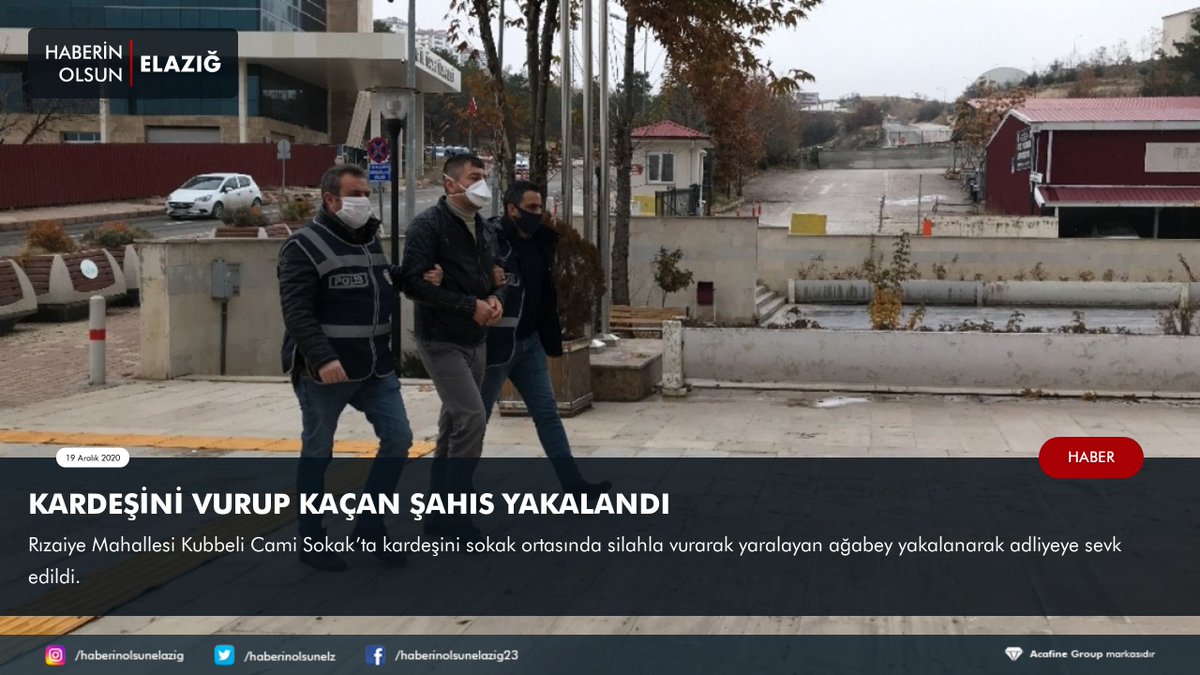 HABERİN
OLSUN
ELAZIĞ
POLİS
19 Aralık 2020
HABER
KARDEŞİNİ VURUP KAÇAN ŞAHIS YAKALANDI
Rızaiye Mahallesi Kubbeli Cami Sokak’ta kardeşini sokak ortasında silahla vurarak yaralayan ağabey yakalanarak adliyeye sevk
edildi.
/haberinolsunelazig
/haberinolsunelz
/haberinolsunelazig23
Acafine Group markasıdır